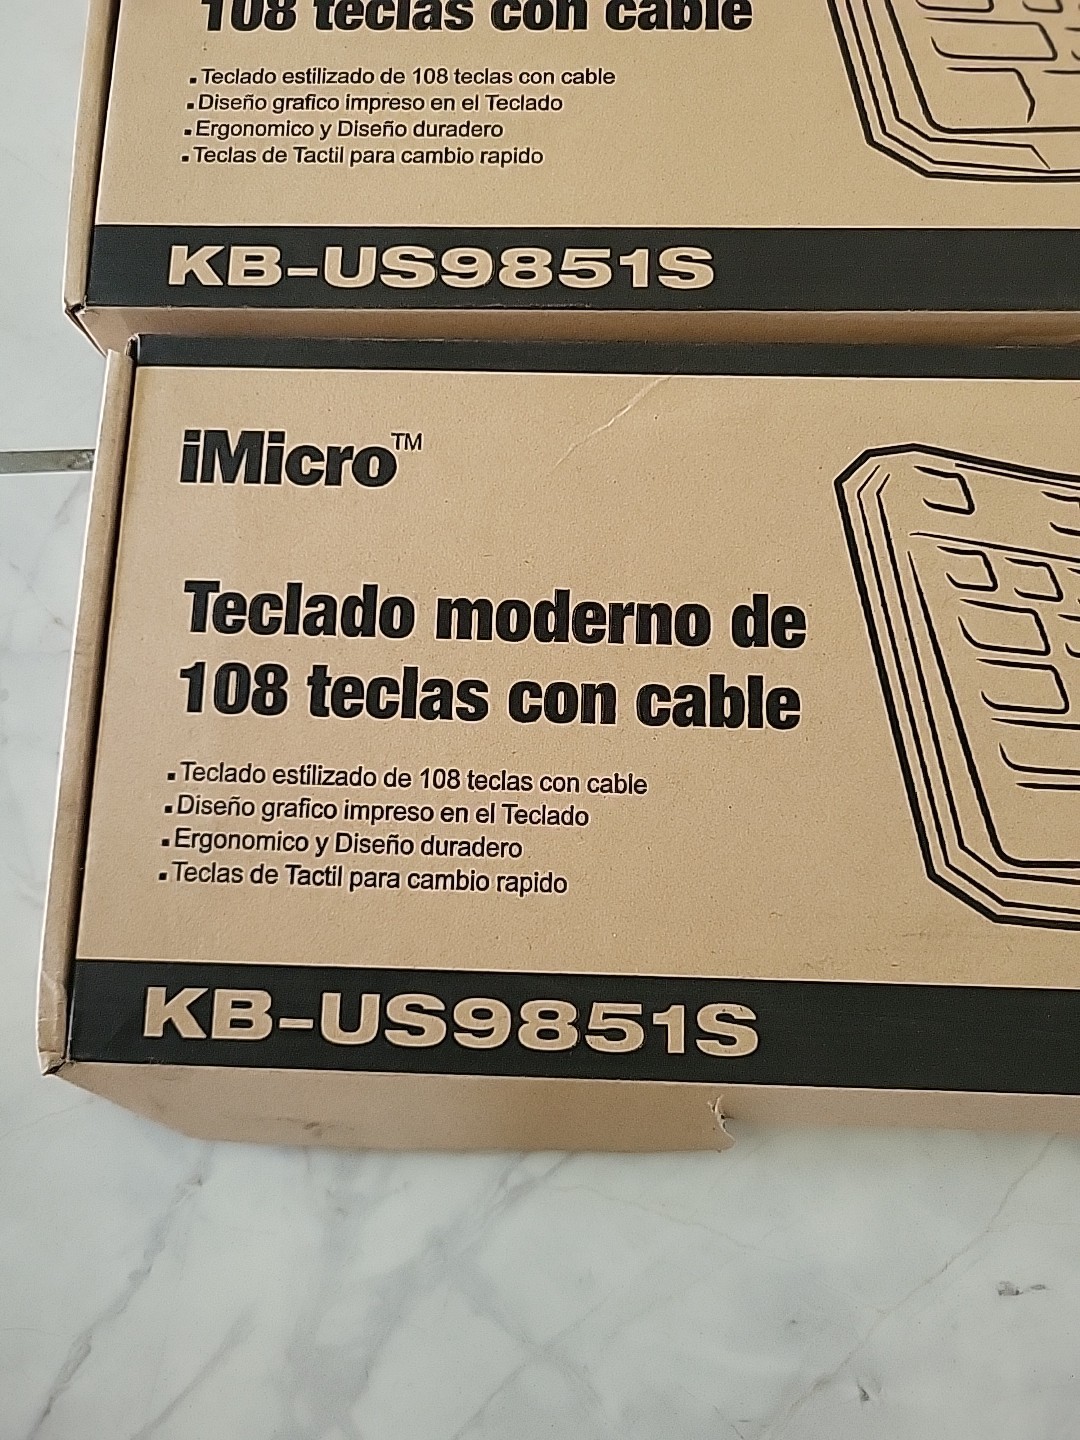 108 teclas con cable
▪Teclado estilizado de 108 teclas con cable
▪Diseño grafico impreso en el Teclado
▪Ergonomico y Diseño duradero
▪Teclas de Tactil para cambio rapido
KB-US9851S
iMicro™
Teclado moderno de
108 teclas con cable
▪Teclado estilizado de 108 teclas con cable
▪Diseño grafico impreso en el Teclado
▪Ergonomico y Diseño duradero
▪Teclas de Tactil para cambio rapido
KB-US9851S